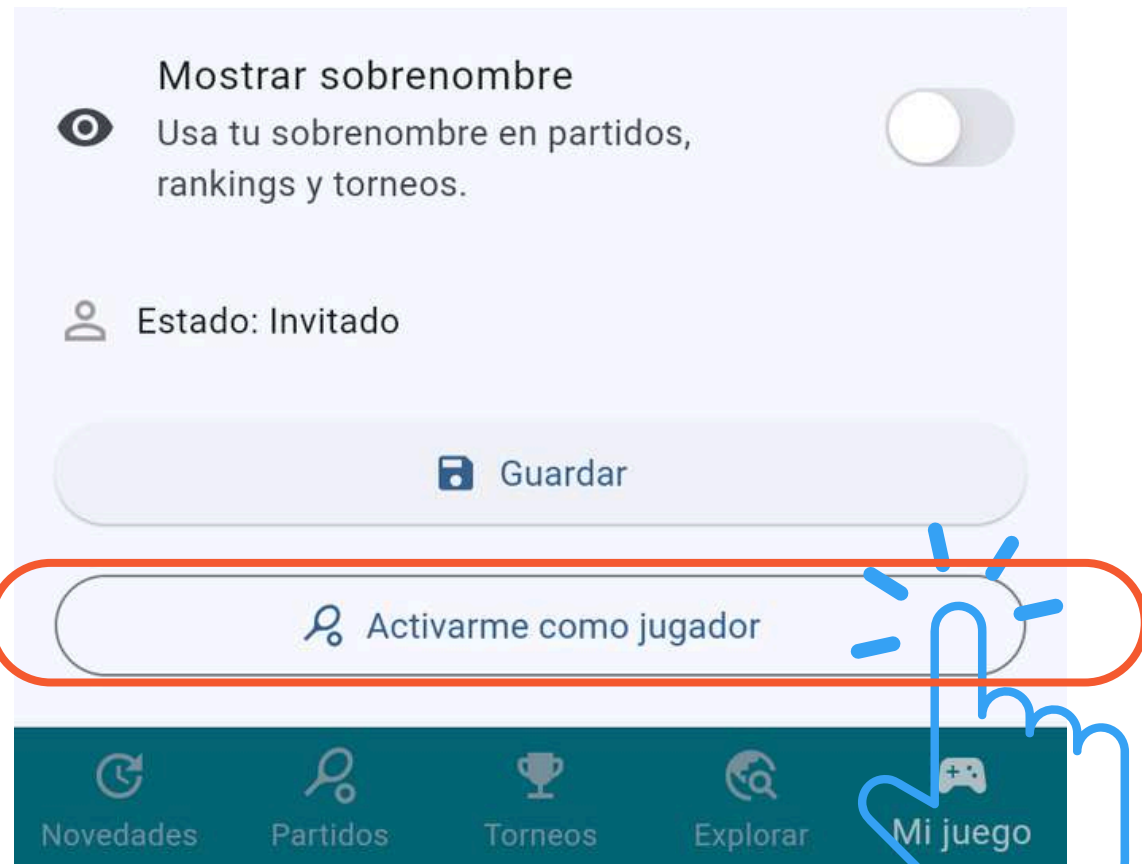 Mostrar sobrenombre
Usa tu sobrenombre en partidos,
rankings y torneos.
Estado: Invitado
Guardar
Activarme como jugador
Novedades
Partidos
Torneos
Explorar
Mi juego